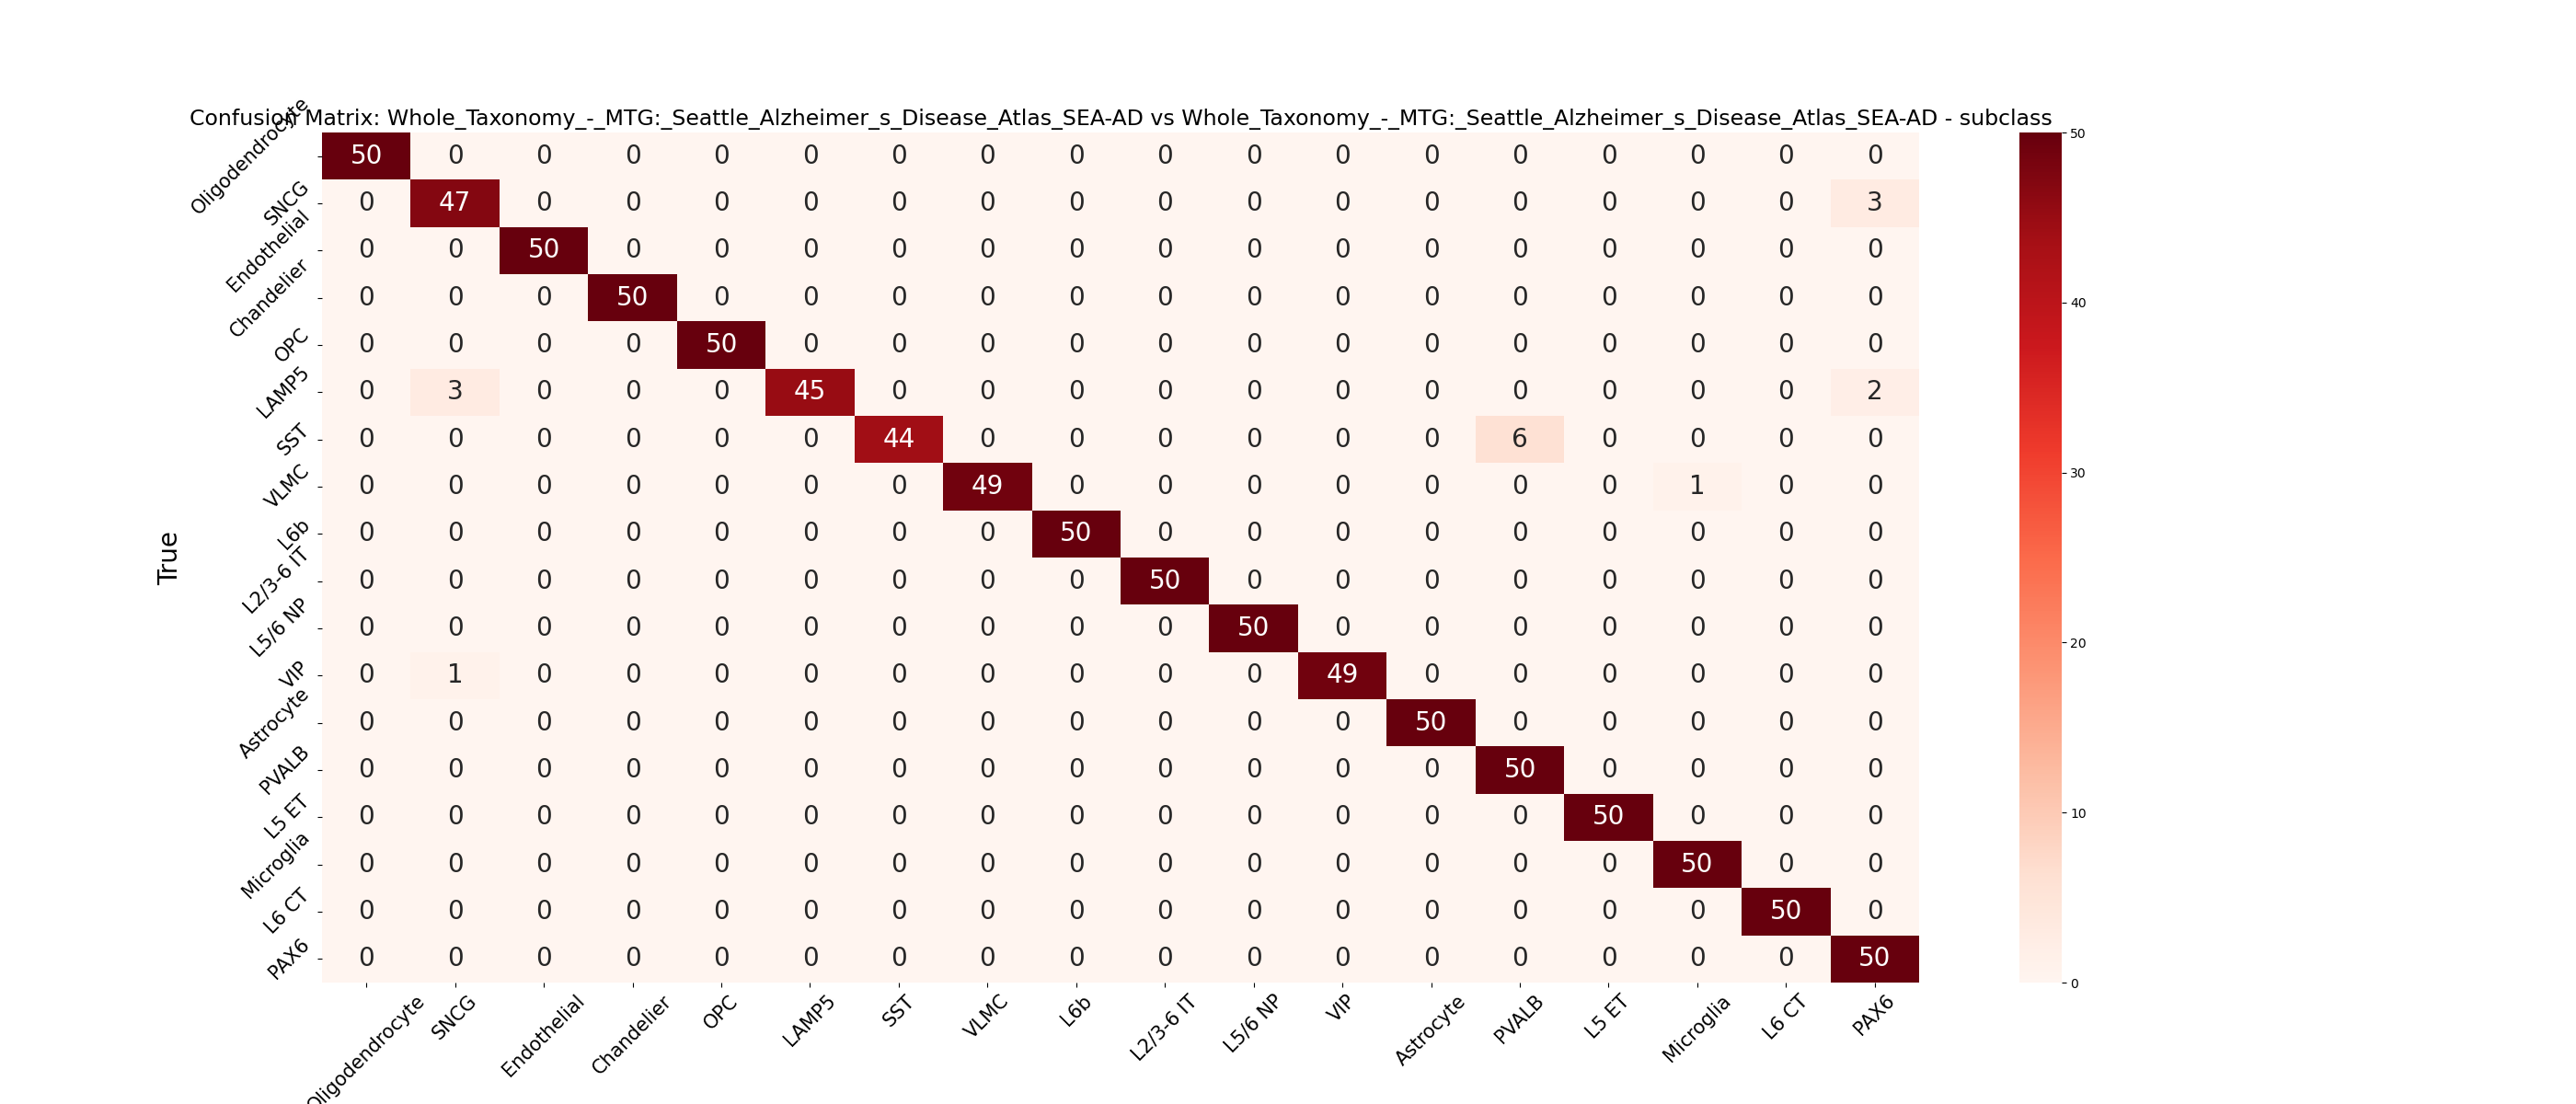 Confusion Matrix: Whole_Taxonomy_-_MTG:_Seattle_Alzheimer_s_Disease_Atlas_SEA-AD vs Whole_Taxonomy_-_MTG:_Seattle_Alzheimer_s_Disease_Atlas_SEA-AD - subclass
Oligodendrocyte 50 0 0 0 0 0 0 0 0 0 0 0 0 0 0 0 0 0
SNCG 0 47 0 0 0 0 0 0 0 0 0 0 0 0 0 0 0 3
Endothelial 0 0 50 0 0 0 0 0 0 0 0 0 0 0 0 0 0 0
Chandelier 0 0 0 50 0 0 0 0 0 0 0 0 0 0 0 0 0 0
OPC 0 0 0 0 50 0 0 0 0 0 0 0 0 0 0 0 0 0
LAMP5 0 3 0 0 0 45 0 0 0 0 0 0 0 0 0 0 0 2
SST 0 0 0 0 0 0 44 0 0 0 0 0 0 6 0 0 0 0
VLMC 0 0 0 0 0 0 0 49 0 0 0 0 0 0 0 1 0 0
L6b 0 0 0 0 0 0 0 0 50 0 0 0 0 0 0 0 0 0
L2/3-6 IT 0 0 0 0 0 0 0 0 0 50 0 0 0 0 0 0 0 0
L5/6 NP 0 0 0 0 0 0 0 0 0 0 50 0 0 0 0 0 0 0
VIP 0 1 0 0 0 0 0 0 0 0 0 49 0 0 0 0 0 0
Astrocyte 0 0 0 0 0 0 0 0 0 0 0 0 50 0 0 0 0 0
PVALB 0 0 0 0 0 0 0 0 0 0 0 0 0 50 0 0 0 0
L5 ET 0 0 0 0 0 0 0 0 0 0 0 0 0 0 50 0 0 0
Microglia 0 0 0 0 0 0 0 0 0 0 0 0 0 0 0 50 0 0
L6 CT 0 0 0 0 0 0 0 0 0 0 0 0 0 0 0 0 50 0
PAX6 0 0 0 0 0 0 0 0 0 0 0 0 0 0 0 0 0 50
True
Oligodendrocyte SNCG Endothelial Chandelier OPC LAMP5 SST VLMC L6b L2/3-6 IT L5/6 NP VIP Astrocyte PVALB L5 ET Microglia L6 CT PAX6
50
40
30
20
10
0